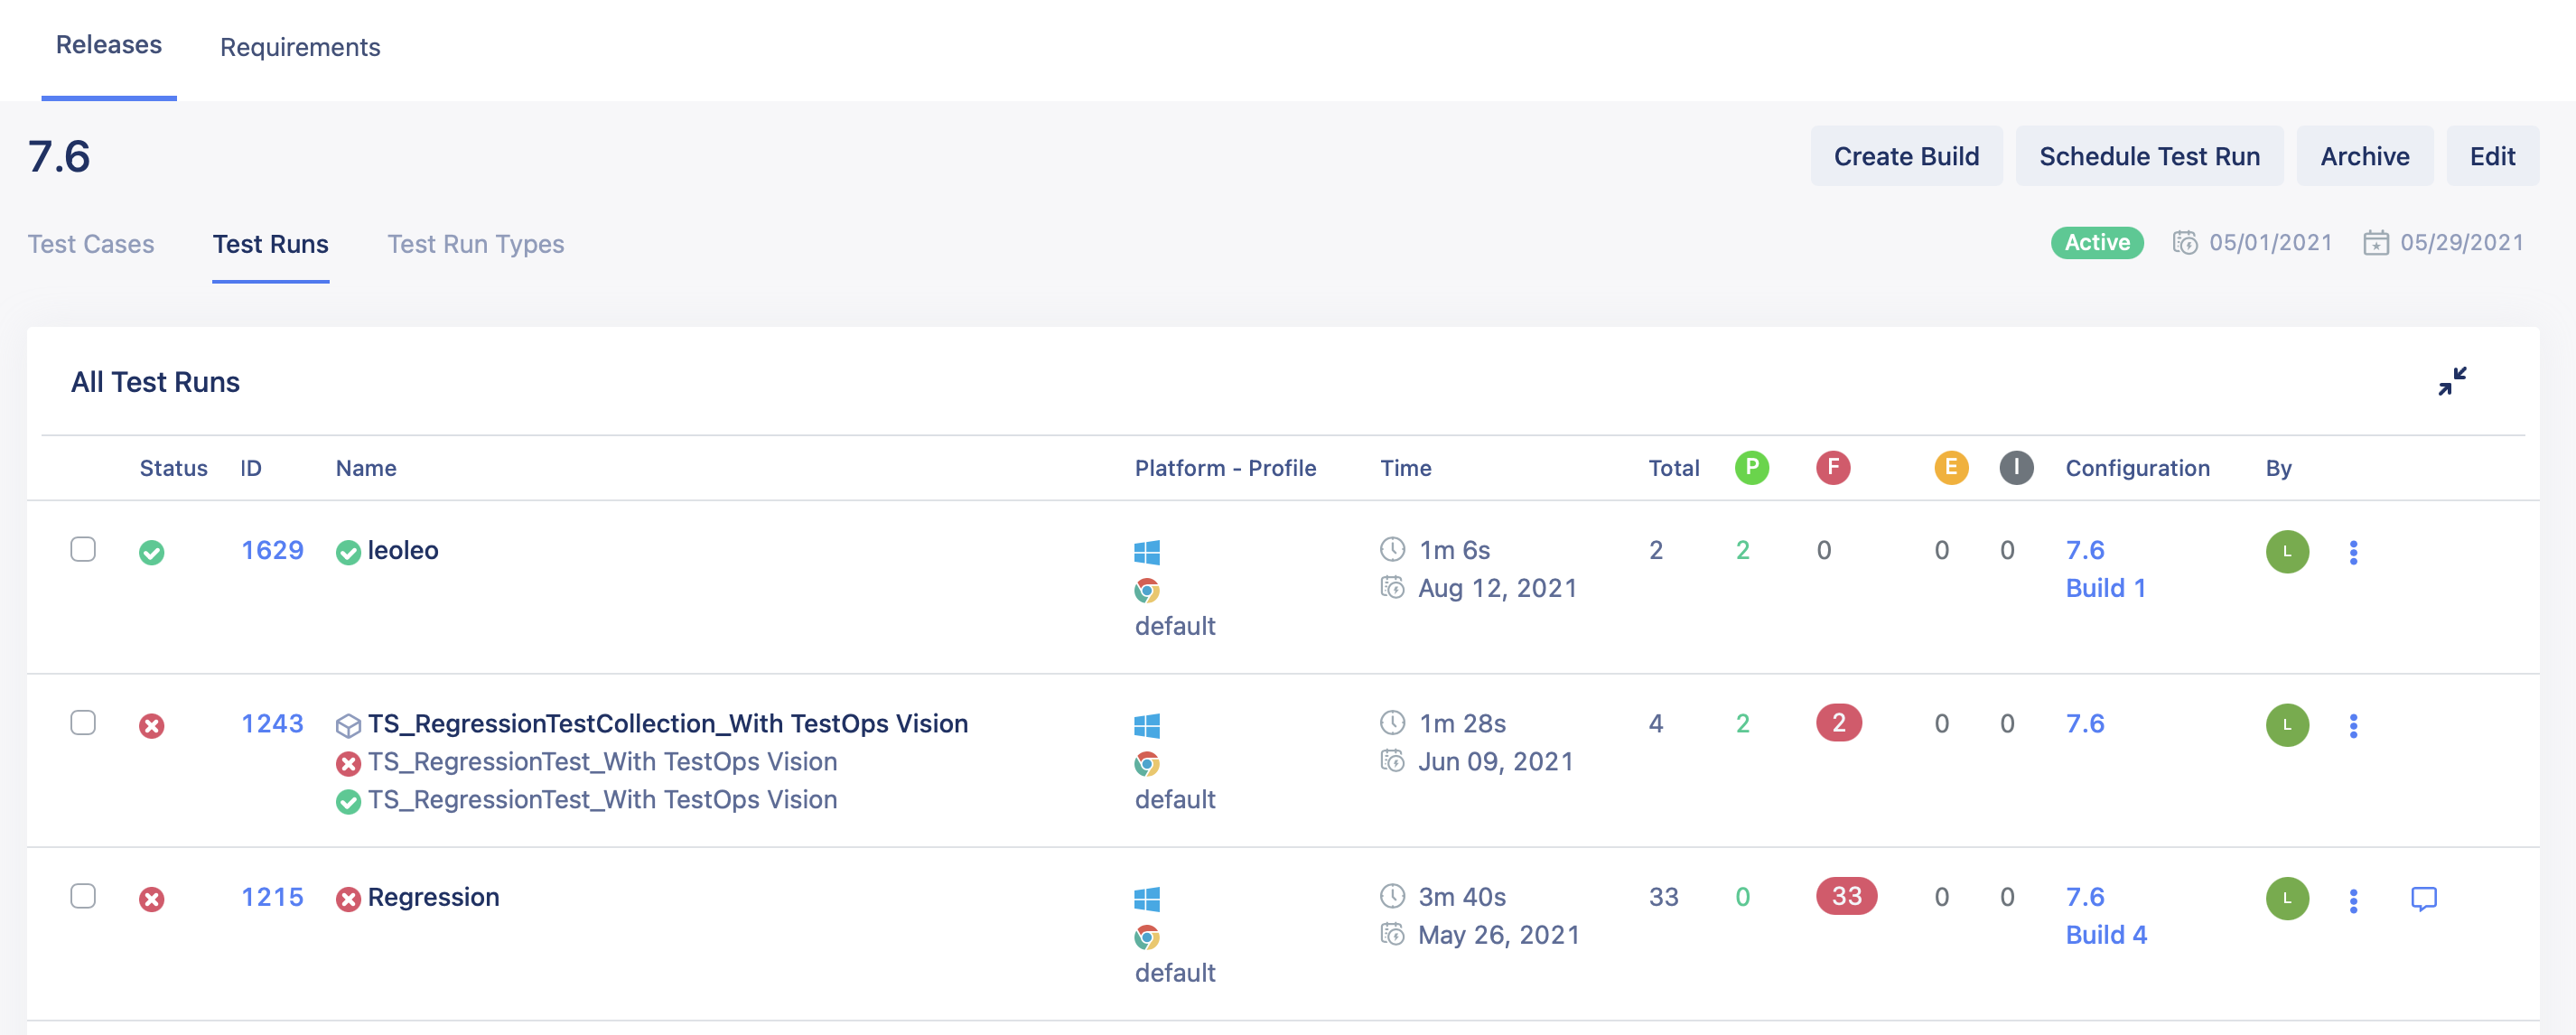 Releases Requirements
7.6 Create Build Schedule Test Run Archive Edit
Test Cases Test Runs Test Run Types Active 05/01/2021 05/29/2021
All Test Runs
Status ID Name Platform - Profile Time Total P F E I Configuration By
1629 leoleo 1m 6s 2 2 0 0 0 7.6 L
Aug 12, 2021 Build 1
default
1243 TS_RegressionTestCollection_With TestOps Vision 1m 28s 4 2 2 0 0 7.6 L
TS_RegressionTest_With TestOps Vision Jun 09, 2021
TS_RegressionTest_With TestOps Vision default
1215 Regression 3m 40s 33 0 33 0 0 7.6 L
May 26, 2021 Build 4
default